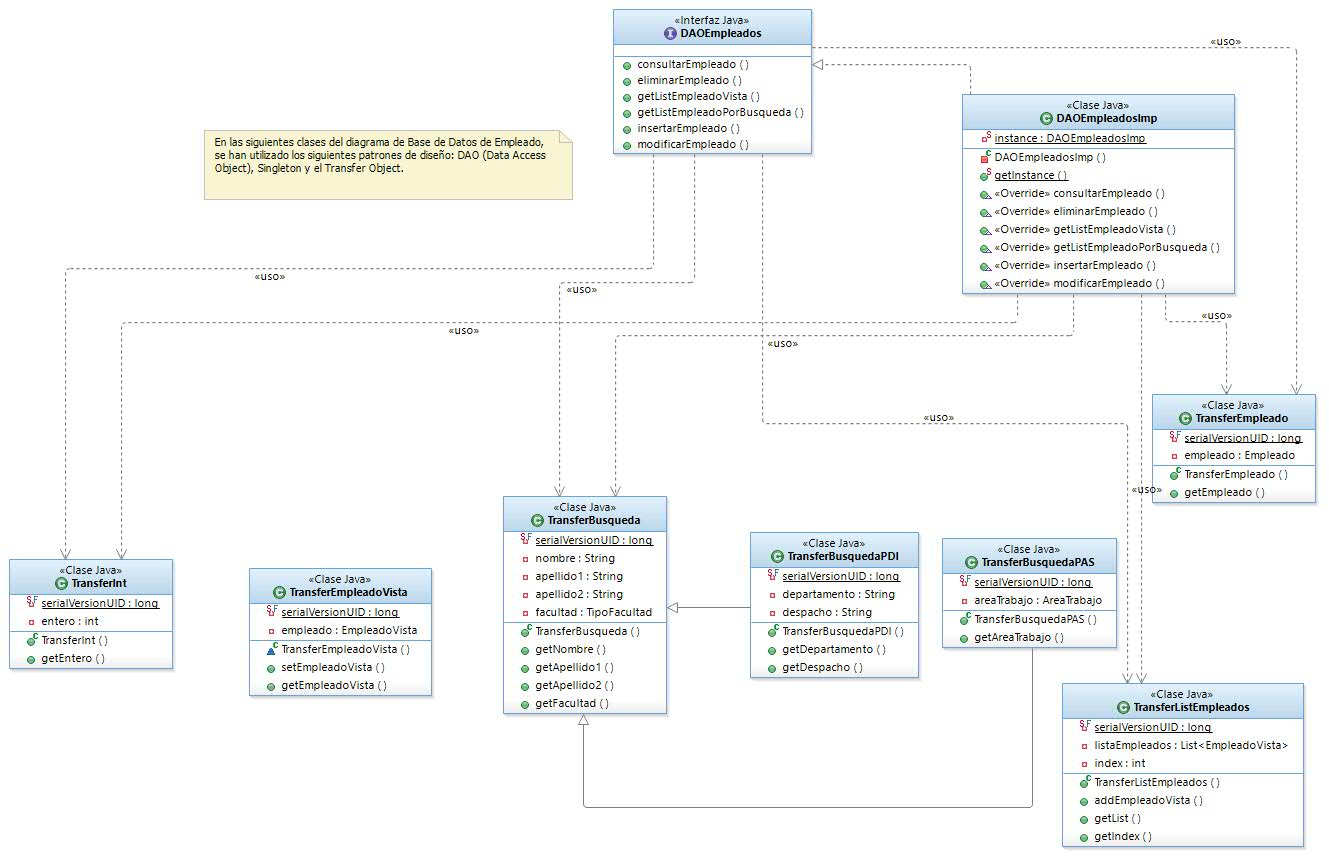 «Interfaz Java»
DAOEmpleados
consultarEmpleado ( )
eliminarEmpleado ( )
getListEmpleadoVista ( )
getListEmpleadoPorBusqueda ( )
insertarEmpleado ( )
modificarEmpleado ( )
«uso»
«Clase Java»
DAOEmpleadosImp
instance : DAOEmpleadosImp
DAOEmpleadosImp ( )
getInstance ( )
«Override» consultarEmpleado ( )
«Override» eliminarEmpleado ( )
«Override» getListEmpleadoVista ( )
«Override» getListEmpleadoPorBusqueda ( )
«Override» insertarEmpleado ( )
«Override» modificarEmpleado ( )
En las siguientes clases del diagrama de Base de Datos de Empleado,
se han utilizado los siguientes patrones de diseño: DAO (Data Access
Object), Singleton y el Transfer Object.
«uso»
«uso»
«uso»
«uso»
«uso»
«uso»
«uso»
«Clase Java»
TransferEmpleado
serialVersionUID : long
empleado : Empleado
TransferEmpleado ( )
getEmpleado ( )
«Clase Java»
TransferInt
serialVersionUID : long
entero : int
TransferInt ( )
getEntero ( )
«Clase Java»
TransferEmpleadoVista
serialVersionUID : long
empleado : EmpleadoVista
TransferEmpleadoVista ( )
setEmpleadoVista ( )
getEmpleadoVista ( )
«Clase Java»
TransferBusqueda
serialVersionUID : long
nombre : String
apellido1 : String
apellido2 : String
facultad : TipoFacultad
TransferBusqueda ( )
getNombre ( )
getApellido1 ( )
getApellido2 ( )
getFacultad ( )
«Clase Java»
TransferBusquedaPDI
serialVersionUID : long
departamento : String
despacho : String
TransferBusquedaPDI ( )
getDepartamento ( )
getDespacho ( )
«Clase Java»
TransferBusquedaPAS
serialVersionUID : long
areaTrabajo : AreaTrabajo
TransferBusquedaPAS ( )
getAreaTrabajo ( )
«Clase Java»
TransferListEmpleados
serialVersionUID : long
listaEmpleados : List<EmpleadoVista>
index : int
TransferListEmpleados ( )
addEmpleadoVista ( )
getList ( )
getIndex ( )